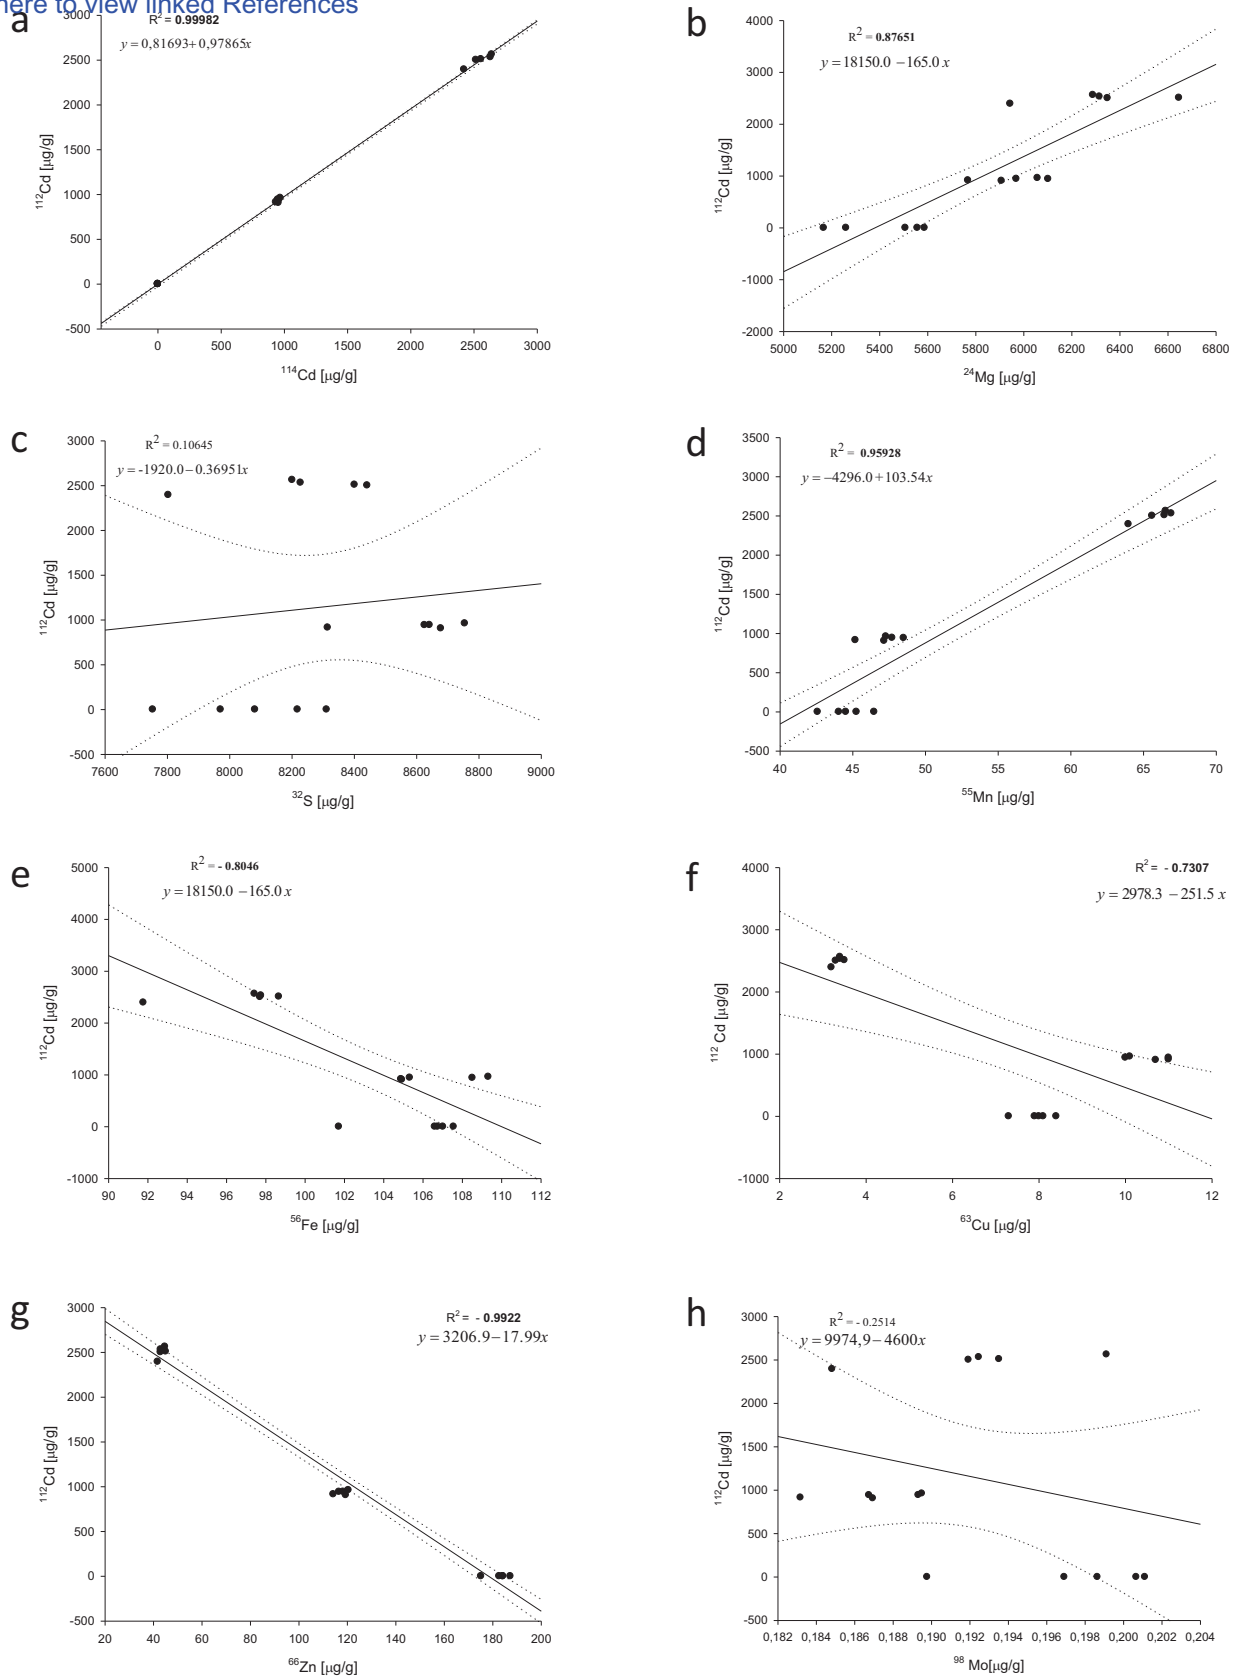 here to view linked References
a
R2 = 0.99982
y = 0,81693+0,97865x
3000
2500
2000
1500
1000
500
0
-500
112Cd [µg/g]
0 500 1000 1500 2000 2500 3000
114Cd [µg/g]
b
R2 = 0.87651
y = 18150.0 −165.0 x
4000
3000
2000
1000
0
-1000
-2000
112Cd [µg/g]
5000 5200 5400 5600 5800 6000 6200 6400 6600 6800
24Mg [µg/g]
c
R2 = 0.10645
y = -1920.0−0.36951x
3000
2500
2000
1500
1000
500
0
-500
112Cd [µg/g]
7600 7800 8000 8200 8400 8600 8800 9000
32S [µg/g]
d
R2 = 0.95928
y = −4296.0+103.54x
3500
3000
2500
2000
1500
1000
500
0
-500
112Cd [µg/g]
40 45 50 55 60 65 70
55Mn [µg/g]
e
R2 = - 0.8046
y = 18150.0 −165.0 x
5000
4000
3000
2000
1000
0
-1000
112Cd [µg/g]
90 92 94 96 98 100 102 104 106 108 110 112
56Fe [µg/g]
f
R2 = - 0.7307
y = 2978.3 −251.5 x
4000
3000
2000
1000
0
-1000
112 Cd [µg/g]
2 4 6 8 10 12
63Cu [µg/g]
g
R2 = - 0.9922
y = 3206.9−17.99x
3000
2500
2000
1500
1000
500
0
-500
112Cd [µg/g]
20 40 60 80 100 120 140 160 180 200
66Zn [µg/g]
h
R2 = - 0.2514
y = 9974,9−4600x
3000
2500
2000
1500
1000
500
0
-500
112Cd [µg/g]
0,182 0,184 0,186 0,188 0,190 0,192 0,194 0,196 0,198 0,200 0,202 0,204
98 Mo[µg/g]